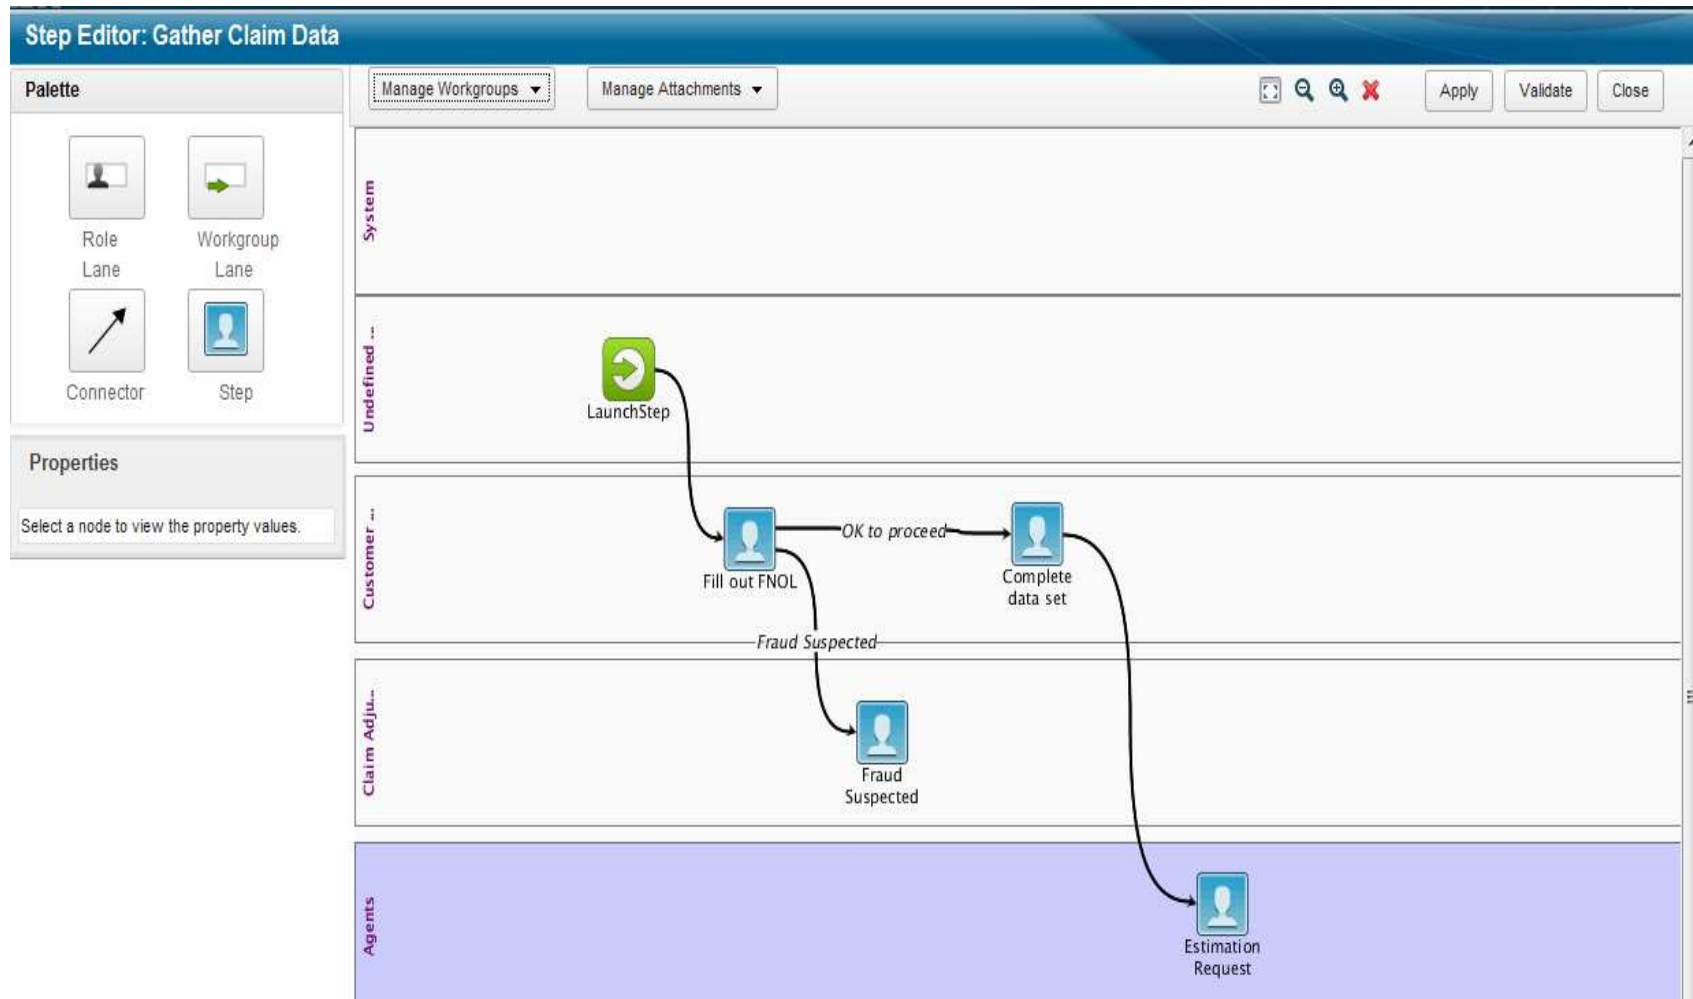 Step Editor: Gather Claim Data
Palette
Manage Workgroups
Manage Attachments
Apply
Validate
Close
Role
Lane
Workgroup
Lane
Connector
Step
Properties
Select a node to view the property values.
System
Undefined ...
LaunchStep
Customer ...
Fill out FNOL
OK to proceed
Complete
data set
Fraud Suspected
Claim Adju...
Fraud
Suspected
Agents
Estimation
Request